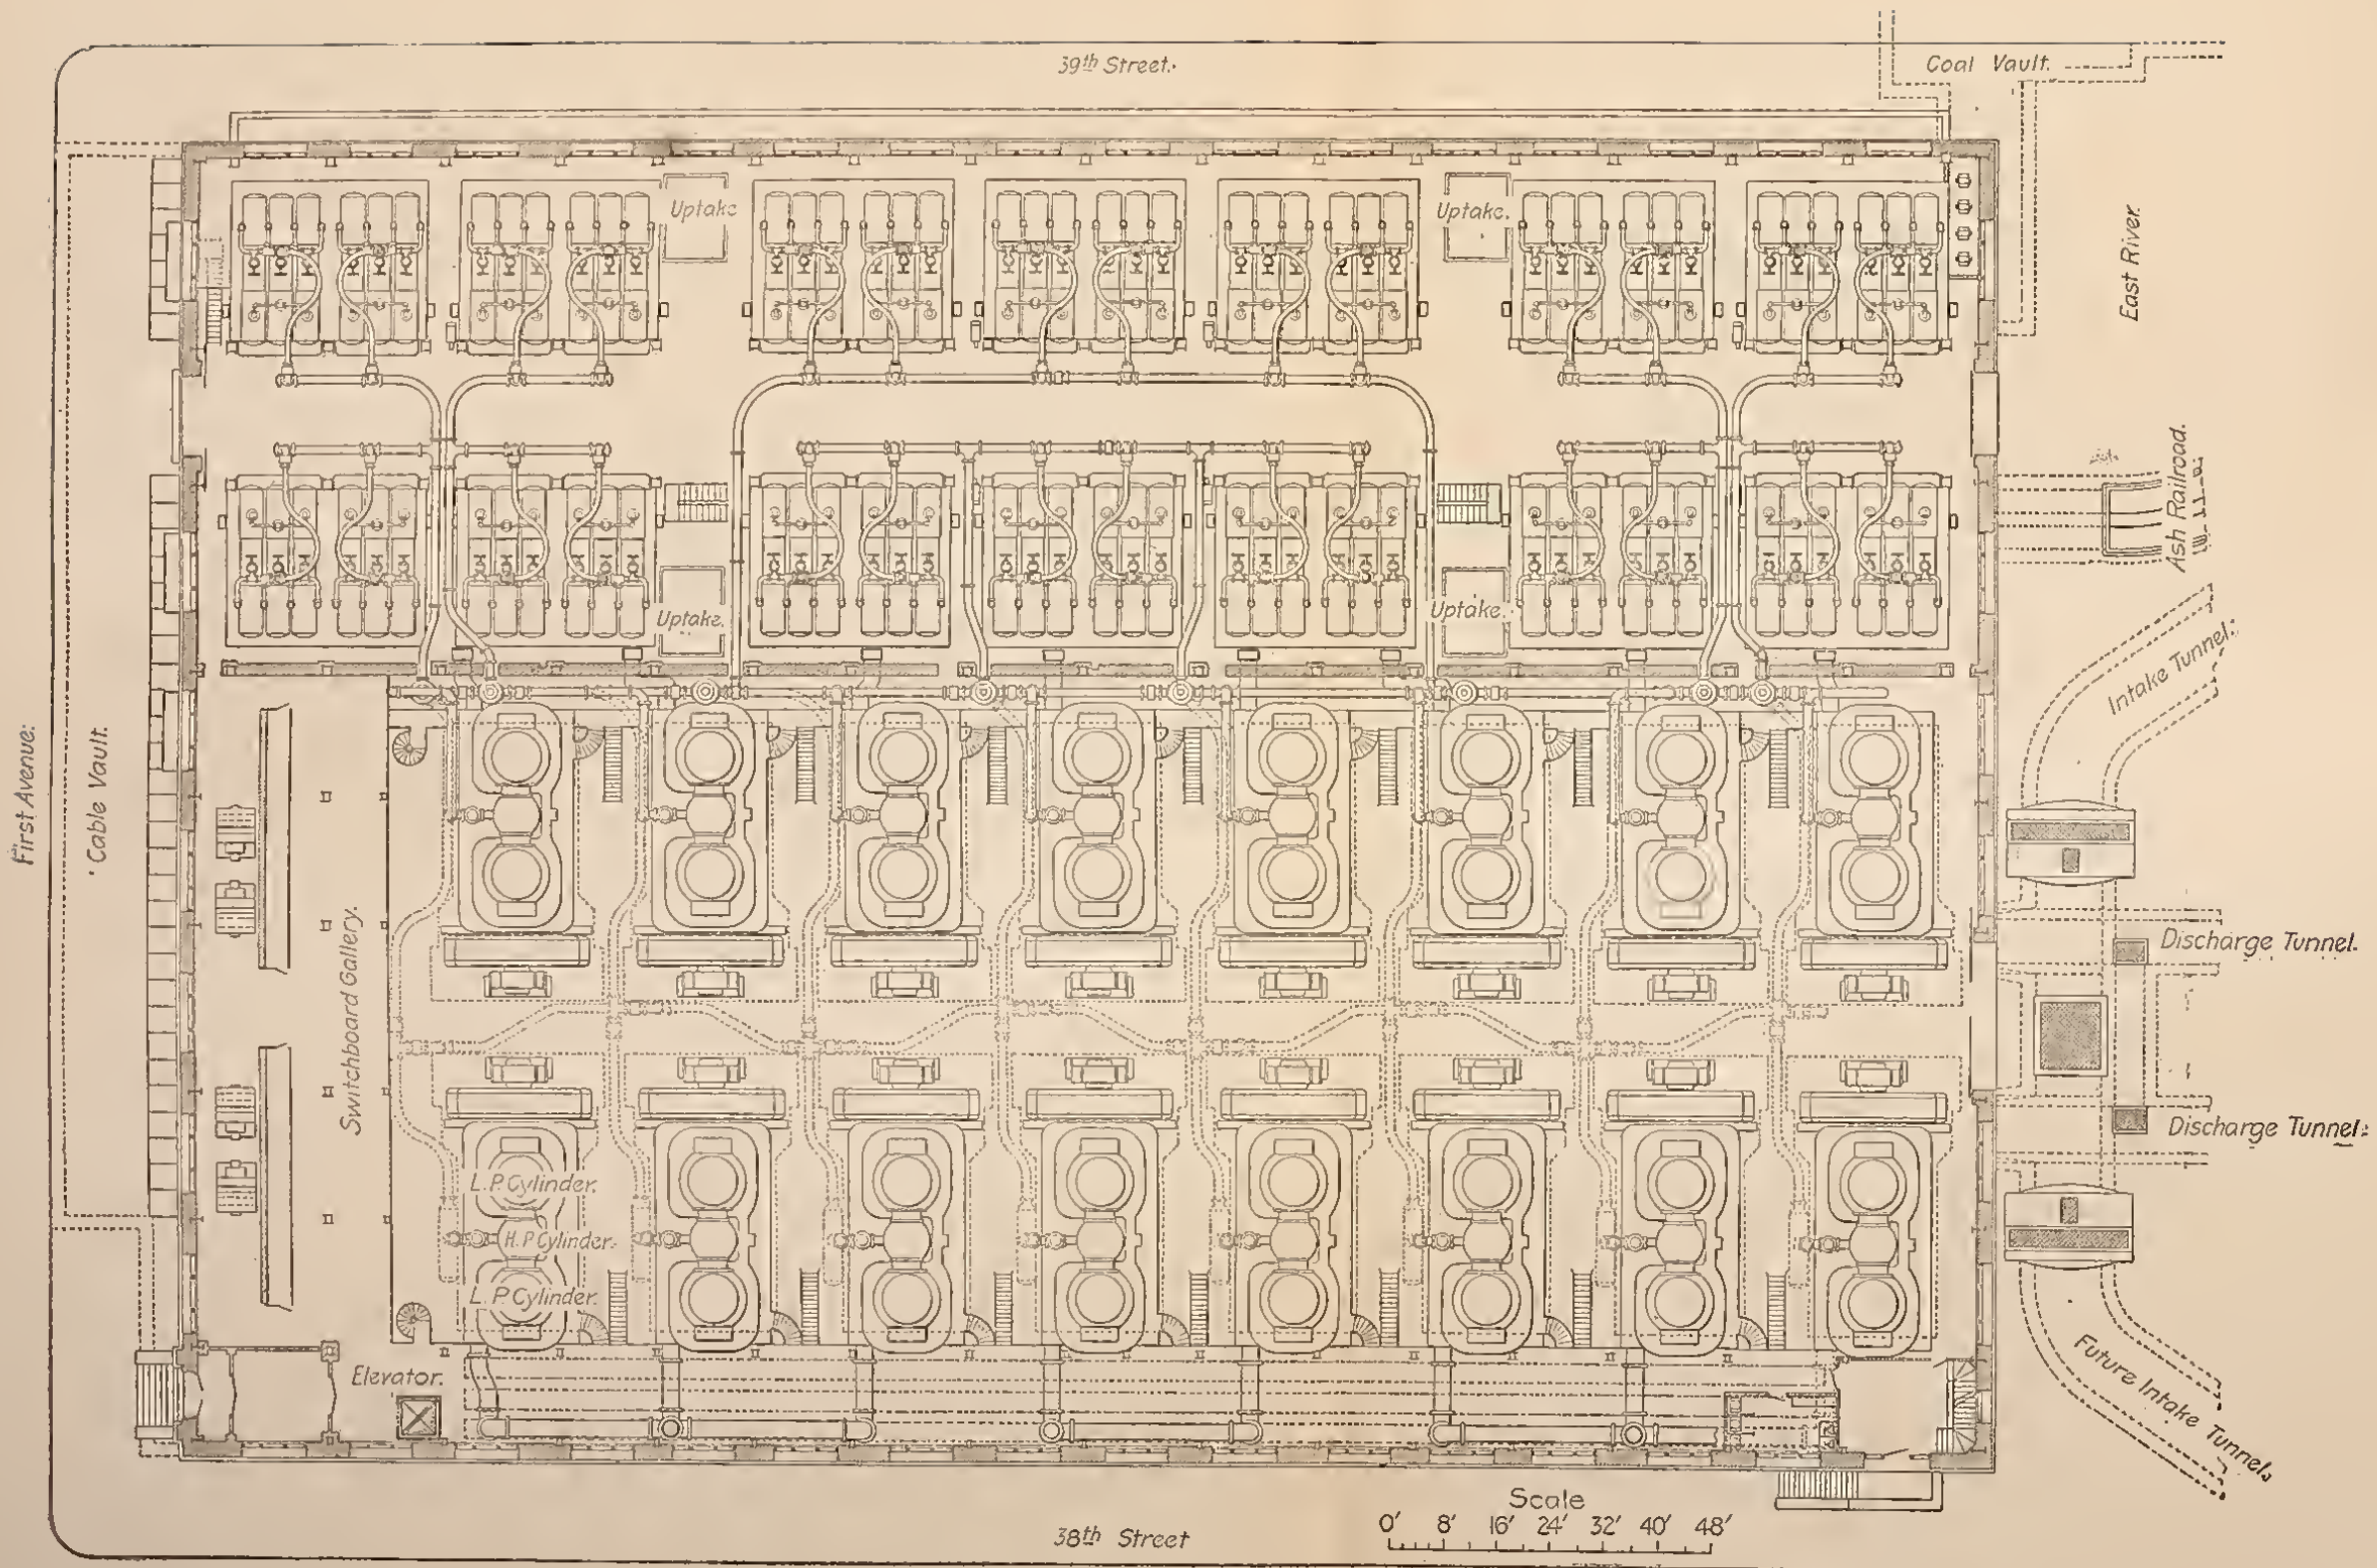 39th Street.
Coal Vault.
Uptake
Uptake.
East River.
Ash Railroad.
Uptake.
Uptake.
Intake Tunnel.
First Avenue.
Cable Vault.
Switchboard Gallery.
Discharge Tunnel.
Discharge Tunnel.
L.P. Cylinder.
H.P. Cylinder.
L.P. Cylinder.
Elevator.
Future Intake Tunnel.
Scale
0' 8' 16' 24' 32' 40' 48'
38th Street